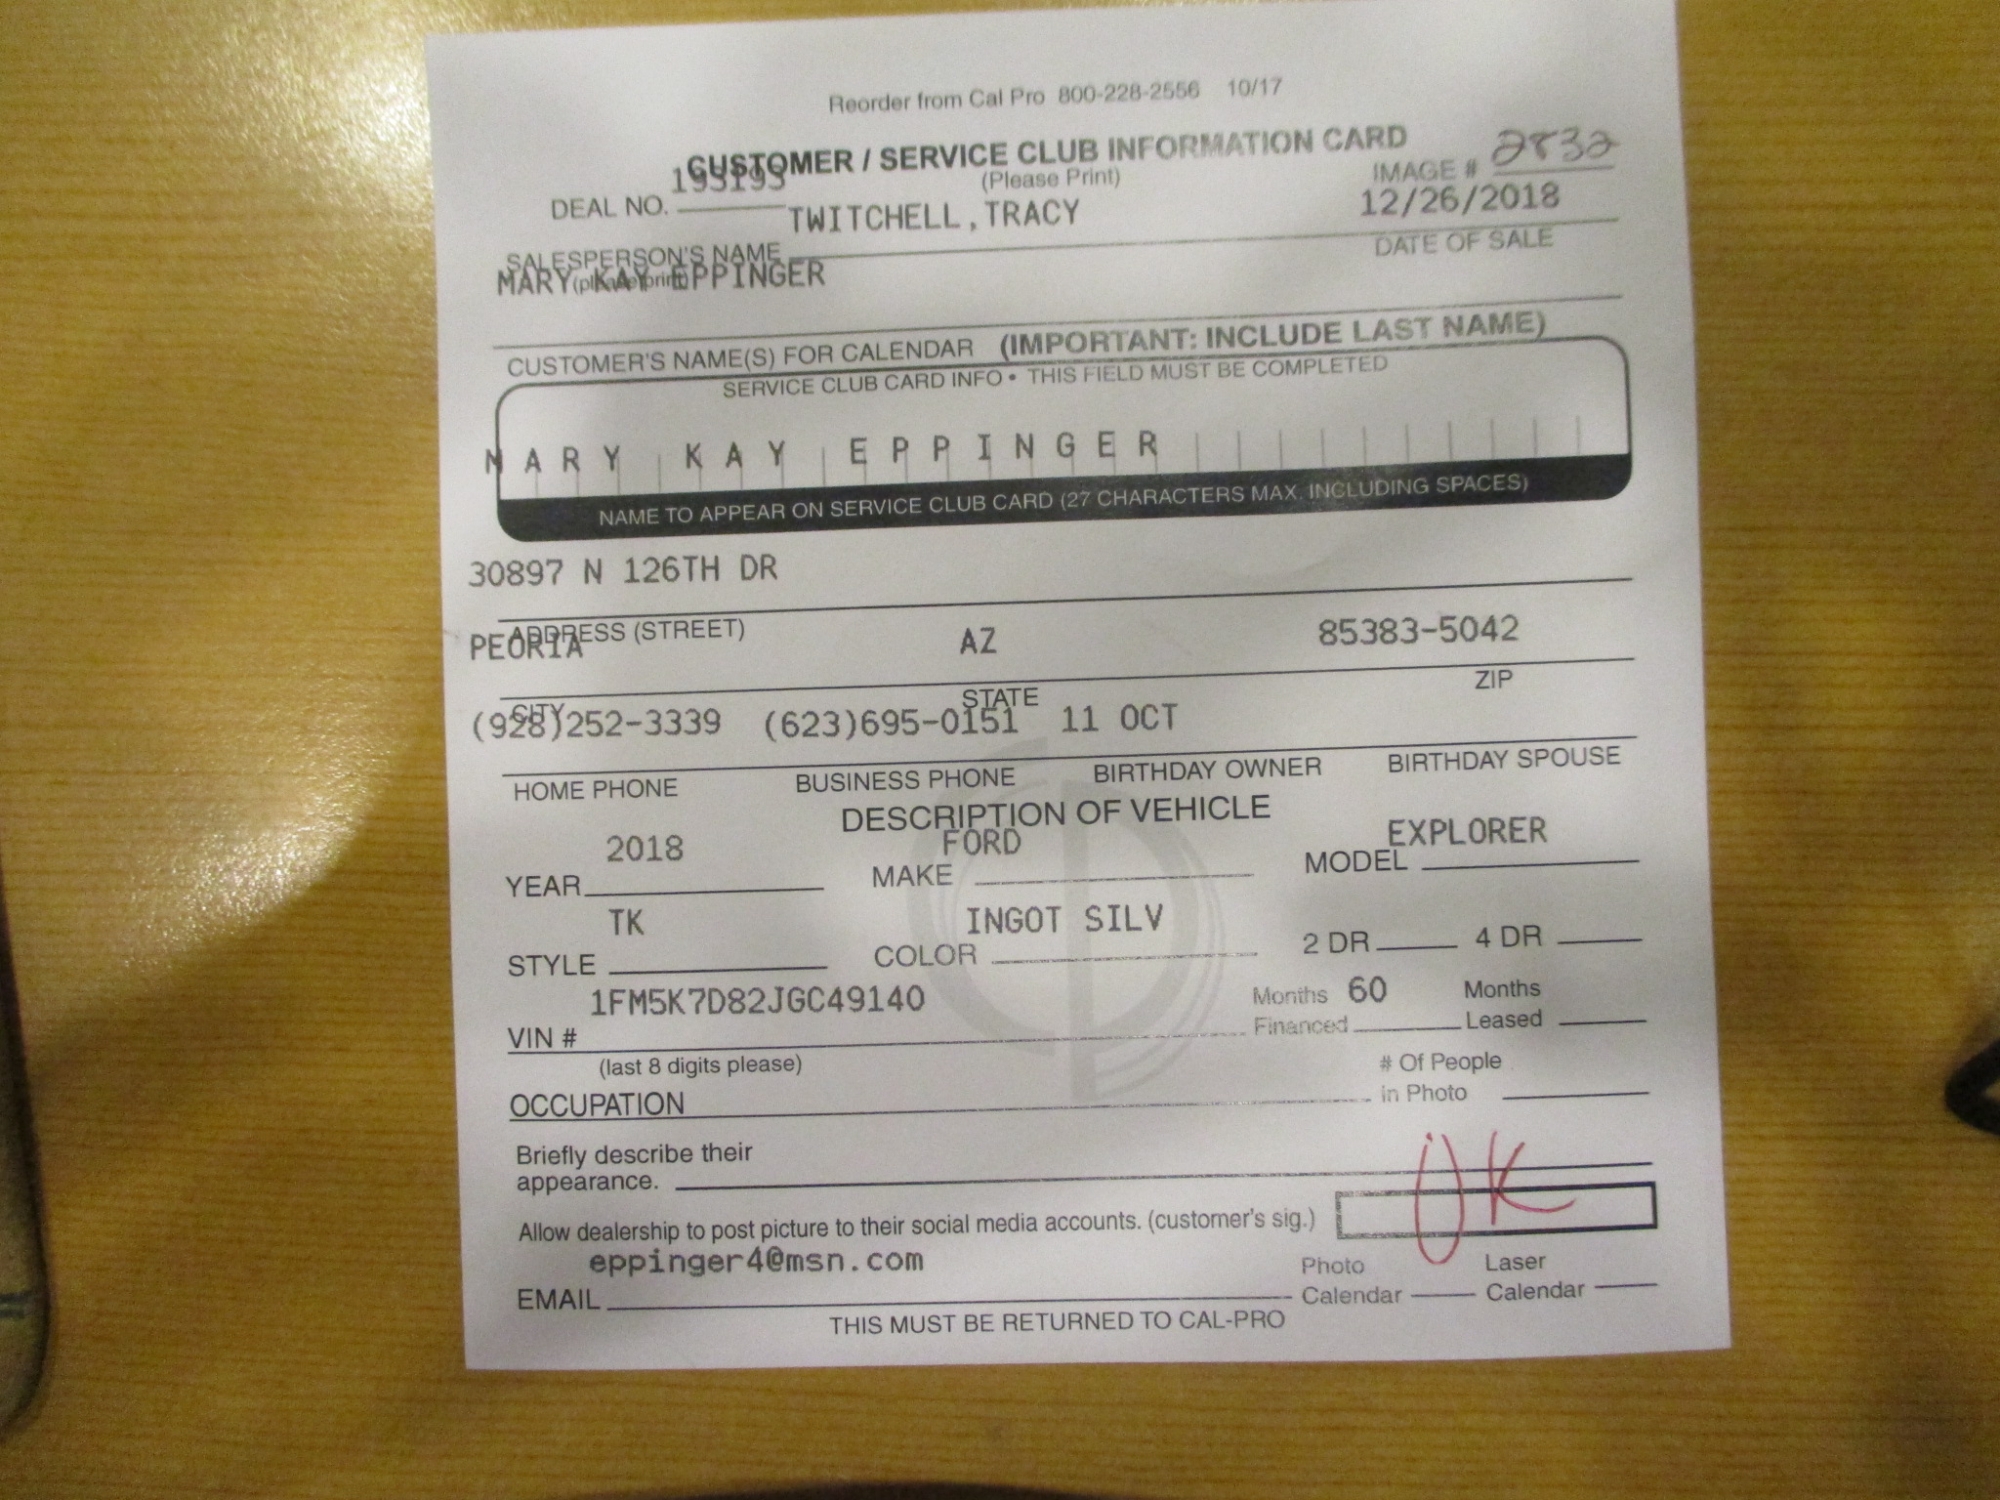 Reorder from Cal Pro 800-228-2556 10/17
CUSTOMER / SERVICE CLUB INFORMATION CARD
(Please Print)
IMAGE # 2832
DEAL NO. 195195
TWITCHELL,TRACY
12/26/2018
SALESPERSON'S NAME
(please print)
DATE OF SALE
MARY KAY EPPINGER
CUSTOMER'S NAME(S) FOR CALENDAR (IMPORTANT: INCLUDE LAST NAME)
SERVICE CLUB CARD INFO • THIS FIELD MUST BE COMPLETED
MARY KAY EPPINGER
NAME TO APPEAR ON SERVICE CLUB CARD (27 CHARACTERS MAX. INCLUDING SPACES)
30897 N 126TH DR
ADDRESS (STREET)
PEORIA AZ 85383-5042
CITY STATE ZIP
(928)252-3339 (623)695-0151 11 OCT
HOME PHONE BUSINESS PHONE BIRTHDAY OWNER BIRTHDAY SPOUSE
DESCRIPTION OF VEHICLE
2018 FORD EXPLORER
YEAR MAKE MODEL
TK INGOT SILV
STYLE COLOR 2 DR 4 DR
1FM5K7D82JGC49140 Months 60 Months
VIN # Financed Leased
(last 8 digits please) # Of People
OCCUPATION in Photo
Briefly describe their
appearance.
Allow dealership to post picture to their social media accounts. (customer's sig.) OK
eppinger4@msn.com Photo Laser
EMAIL Calendar Calendar
THIS MUST BE RETURNED TO CAL-PRO